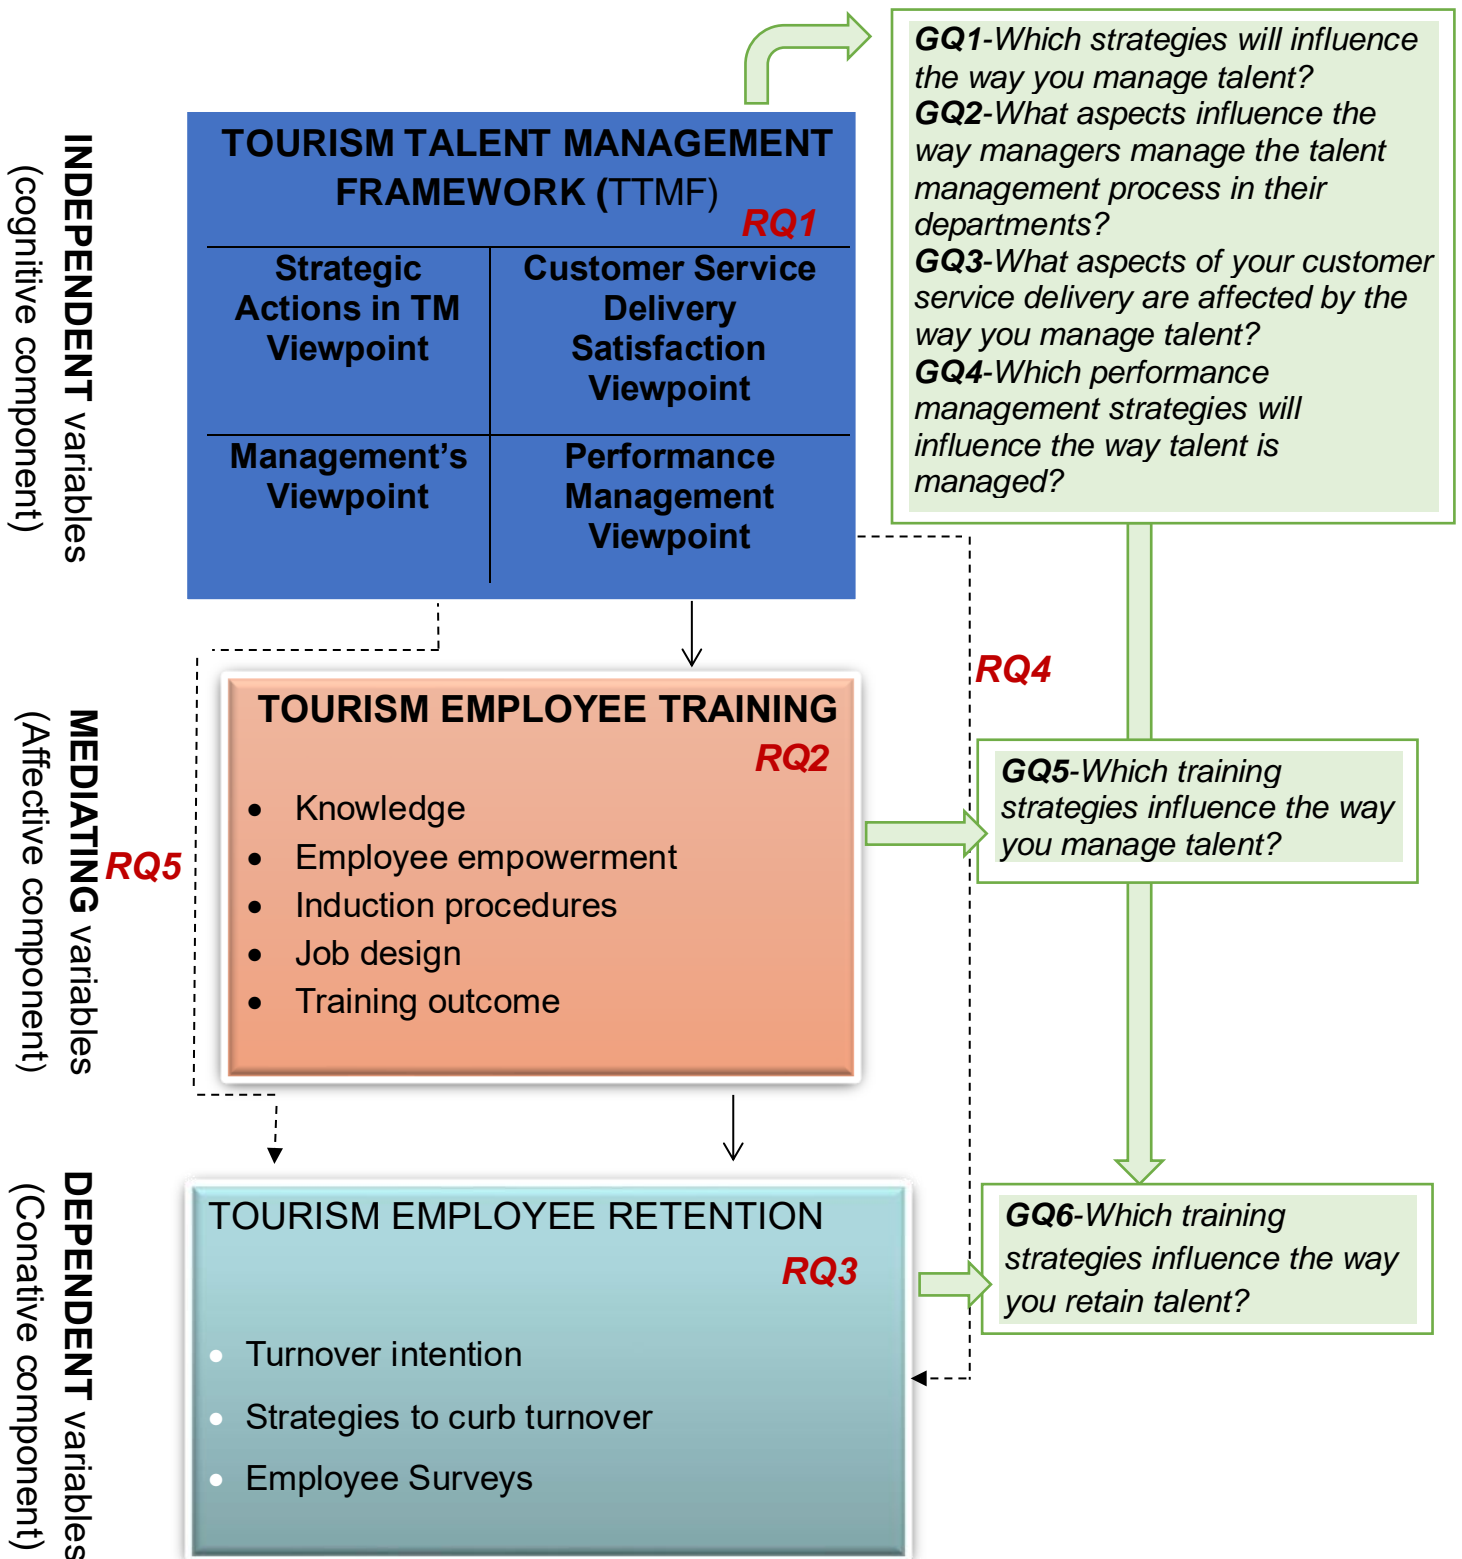 GQ1-Which strategies will influence
the way you manage talent?
GQ2-What aspects influence the
way managers manage the talent
management process in their
departments?
GQ3-What aspects of your customer
service delivery are affected by the
way you manage talent?
GQ4-Which performance
management strategies will
influence the way talent is
managed?
INDEPENDENT variables
(cognitive component)
TOURISM TALENT MANAGEMENT
FRAMEWORK (TTMF)
RQ1
Strategic
Actions in TM
Viewpoint
Customer Service
Delivery
Satisfaction
Viewpoint
Management’s
Viewpoint
Performance
Management
Viewpoint
RQ4
MEDIATING variables
(Affective component)
RQ5
TOURISM EMPLOYEE TRAINING
RQ2
• Knowledge
• Employee empowerment
• Induction procedures
• Job design
• Training outcome
GQ5-Which training
strategies influence the way
you manage talent?
DEPENDENT variables
(Conative component)
TOURISM EMPLOYEE RETENTION
RQ3
• Turnover intention
• Strategies to curb turnover
• Employee Surveys
GQ6-Which training
strategies influence the way
you retain talent?